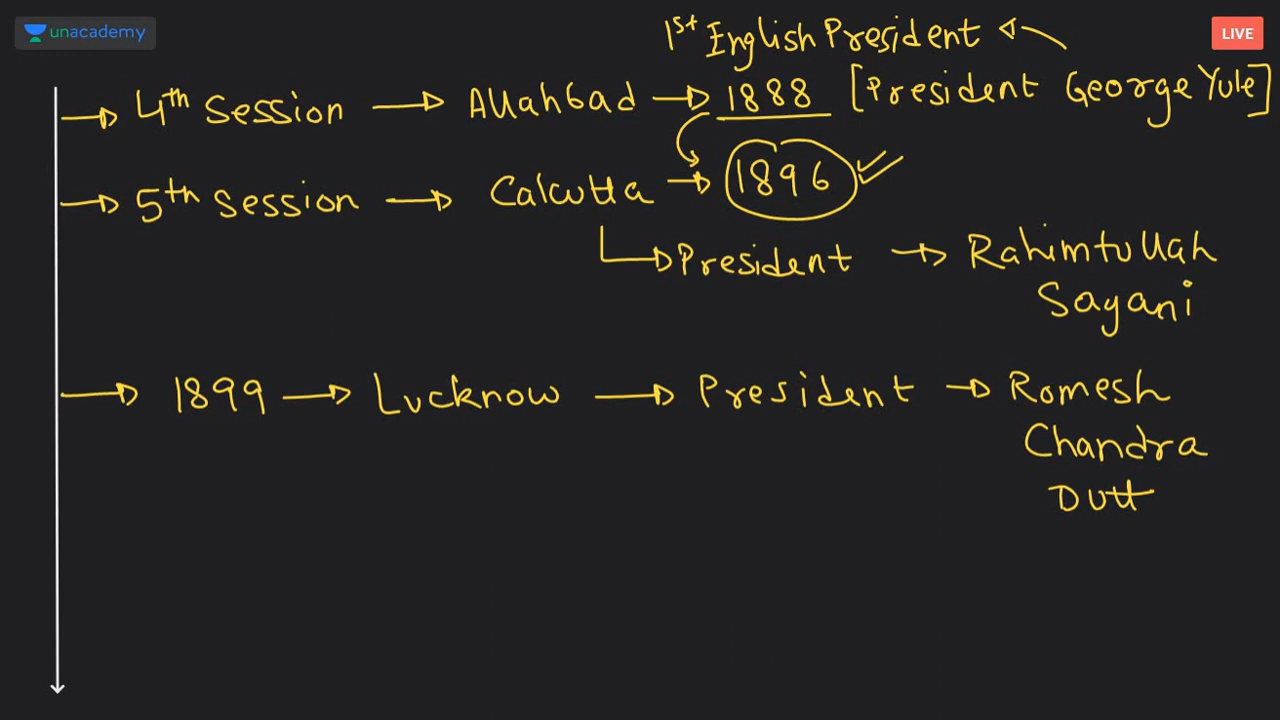 unacademy
LIVE
1st English President
4th Session → Allahbad → 1888 [President George Yule]
5th Session → Calcutta → 1896
President → Rahimtullah
Sayani
1899 → Lucknow → President → Romesh
Chandra
Dutt